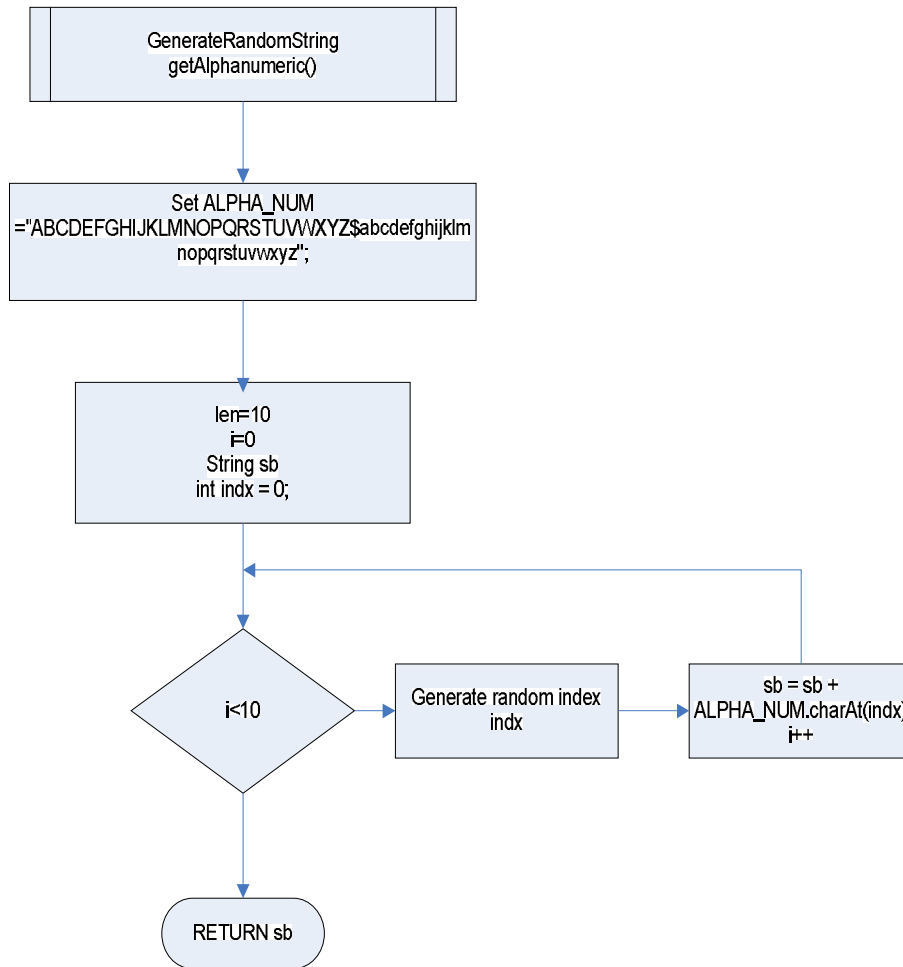 GenerateRandomString
getAlphanumeric()
Set ALPHA_NUM
="ABCDEFGHIJKLMNOPQRSTUVWXYZ$abcdefghijklm
nopqrstuvwxyz";
len=10
i=0
String sb
int indx = 0;
i<10
Generate random index
indx
sb = sb +
ALPHA_NUM.charAt(indx)
i++
RETURN sb